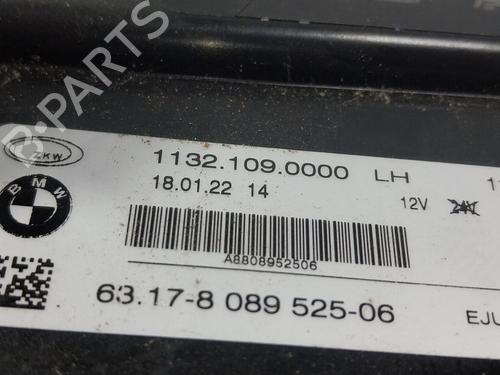 B-PARTS
ZKW
BMW
1132.109.0000 LH
18.01.22 14
12V 24V
A8808952506
63.17-8 089 525-06
EJU